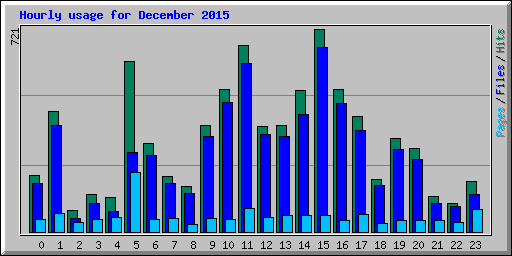 Hourly usage for December 2015
721
Pages / Files / Hits
0 1 2 3 4 5 6 7 8 9 10 11 12 13 14 15 16 17 18 19 20 21 22 23